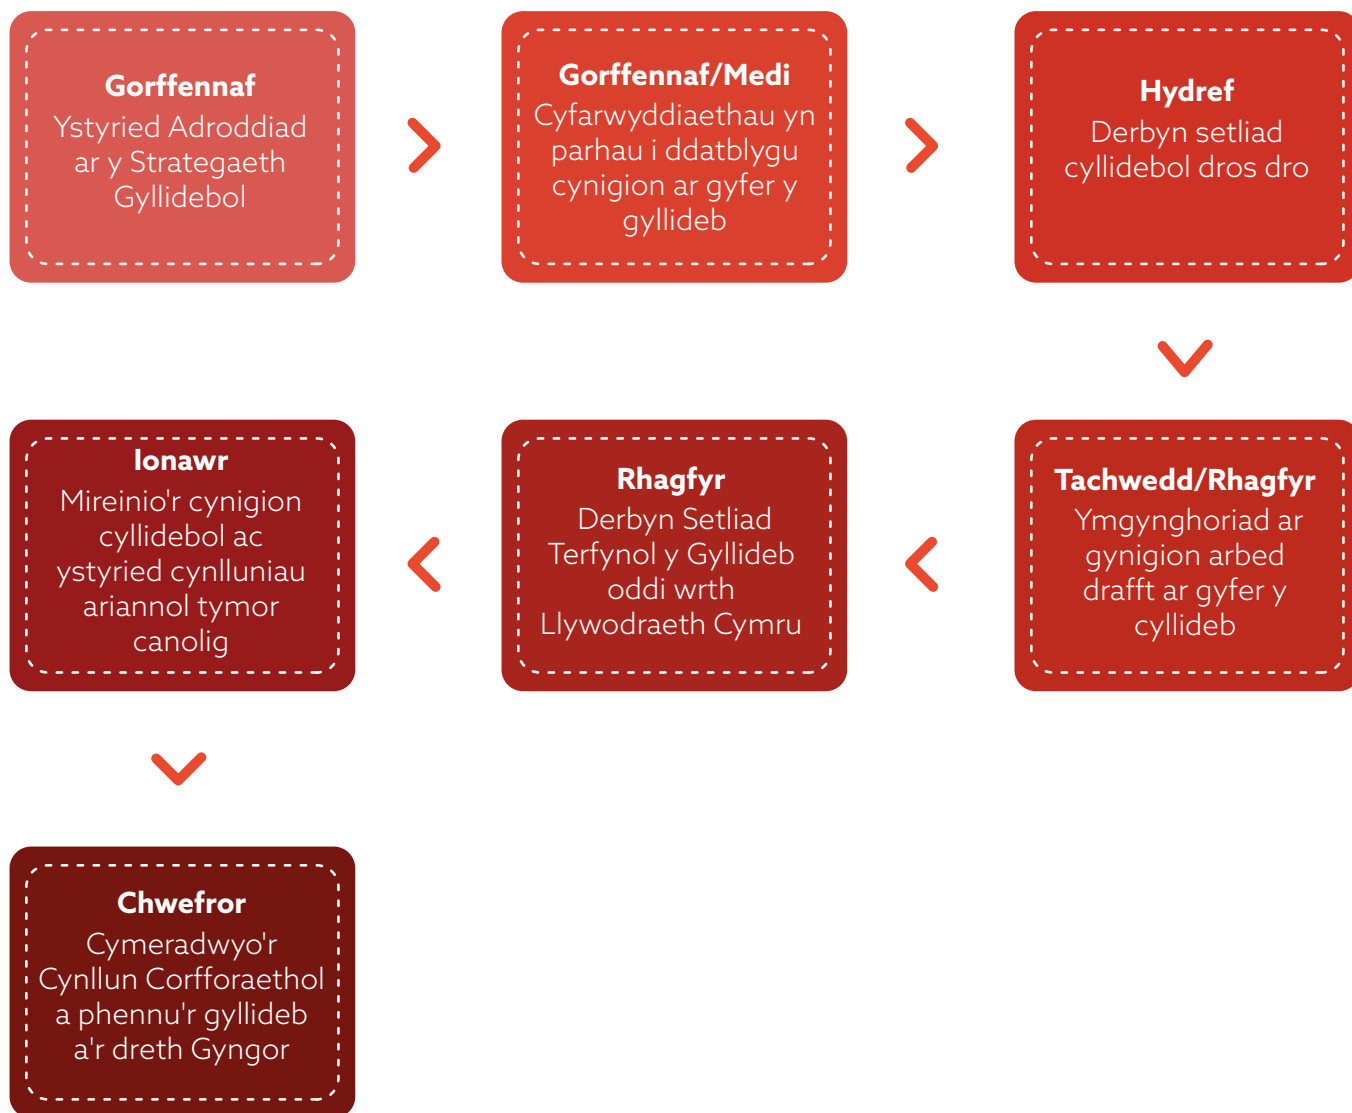 Gorffennaf
Ystyried Adroddiad
ar y Strategaeth
Gyllidebol
Gorffennaf/Medi
Cyfarwyddiaethau yn
parhau i ddatblygu
cynigion ar gyfer y
gyllideb
Hydref
Derbyn setliad
cyllidebol dros dro
Tachwedd/Rhagfyr
Ymgynghoriad ar
gynigion arbed
drafft ar gyfer y
cyllideb
Rhagfyr
Derbyn Setliad
Terfynol y Gyllideb
oddi wrth
Llywodraeth Cymru
Ionawr
Mireinio'r cynigion
cyllidebol ac
ystyried cynlluniau
ariannol tymor
canolig
Chwefror
Cymeradwyo'r
Cynllun Corfforaethol
a phennu'r gyllideb
a'r dreth Gyngor